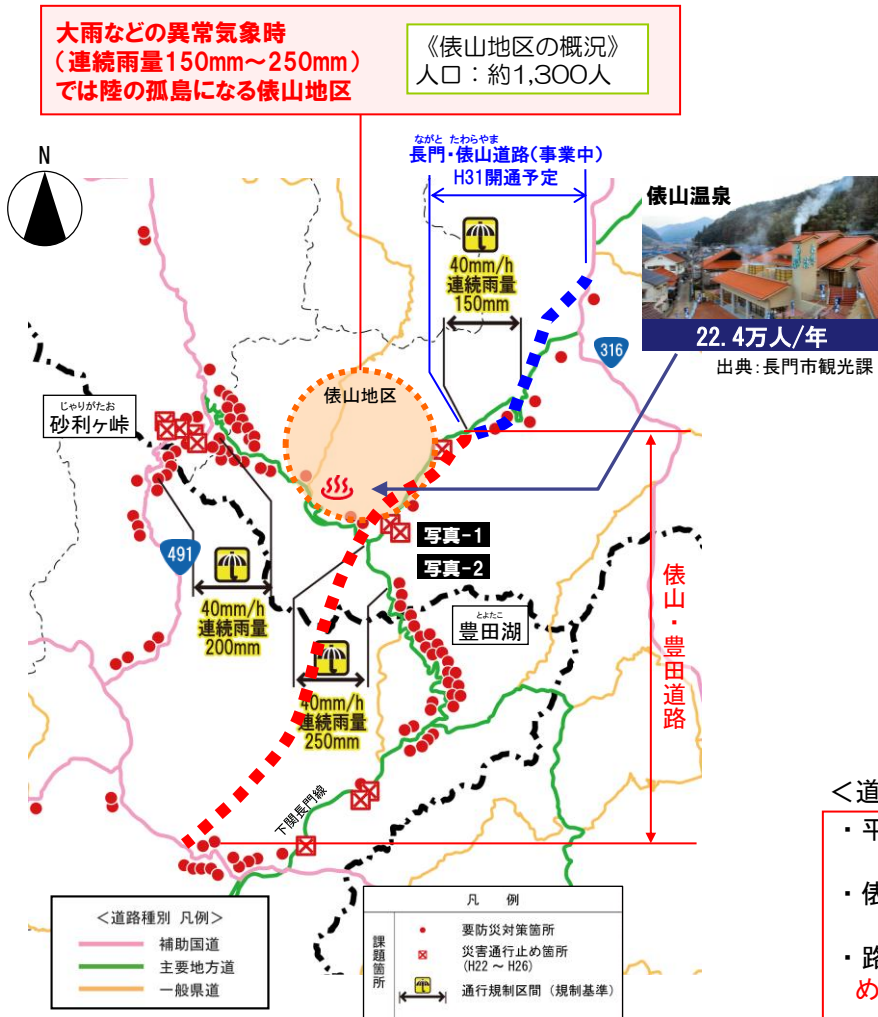 大雨などの異常気象時
(連続雨量150mm~250mm)
では陸の孤島になる俵山地区
《俵山地区の概況》
人口:約1,300人
ながと たわらやま
長門・俵山道路(事業中)
H31開通予定
N
俵山温泉
40mm/h
連続雨量
150mm
22.4万人/年
出典:長門市観光課
316
俵山地区
じゃりがたお
砂利ヶ峠
写真-1
写真-2
491
40mm/h
連続雨量
200mm
とよたこ
豊田湖
俵山・豊田道路
40mm/h
連続雨量
250mm
下関長門線
<道
・平
・俵
・路
め
<道路種別 凡例>
補助国道
主要地方道
一般県道
凡 例
課題箇所
要防災対策箇所
災害通行止め箇所
(H22 ~ H26)
通行規制区間(規制基準)